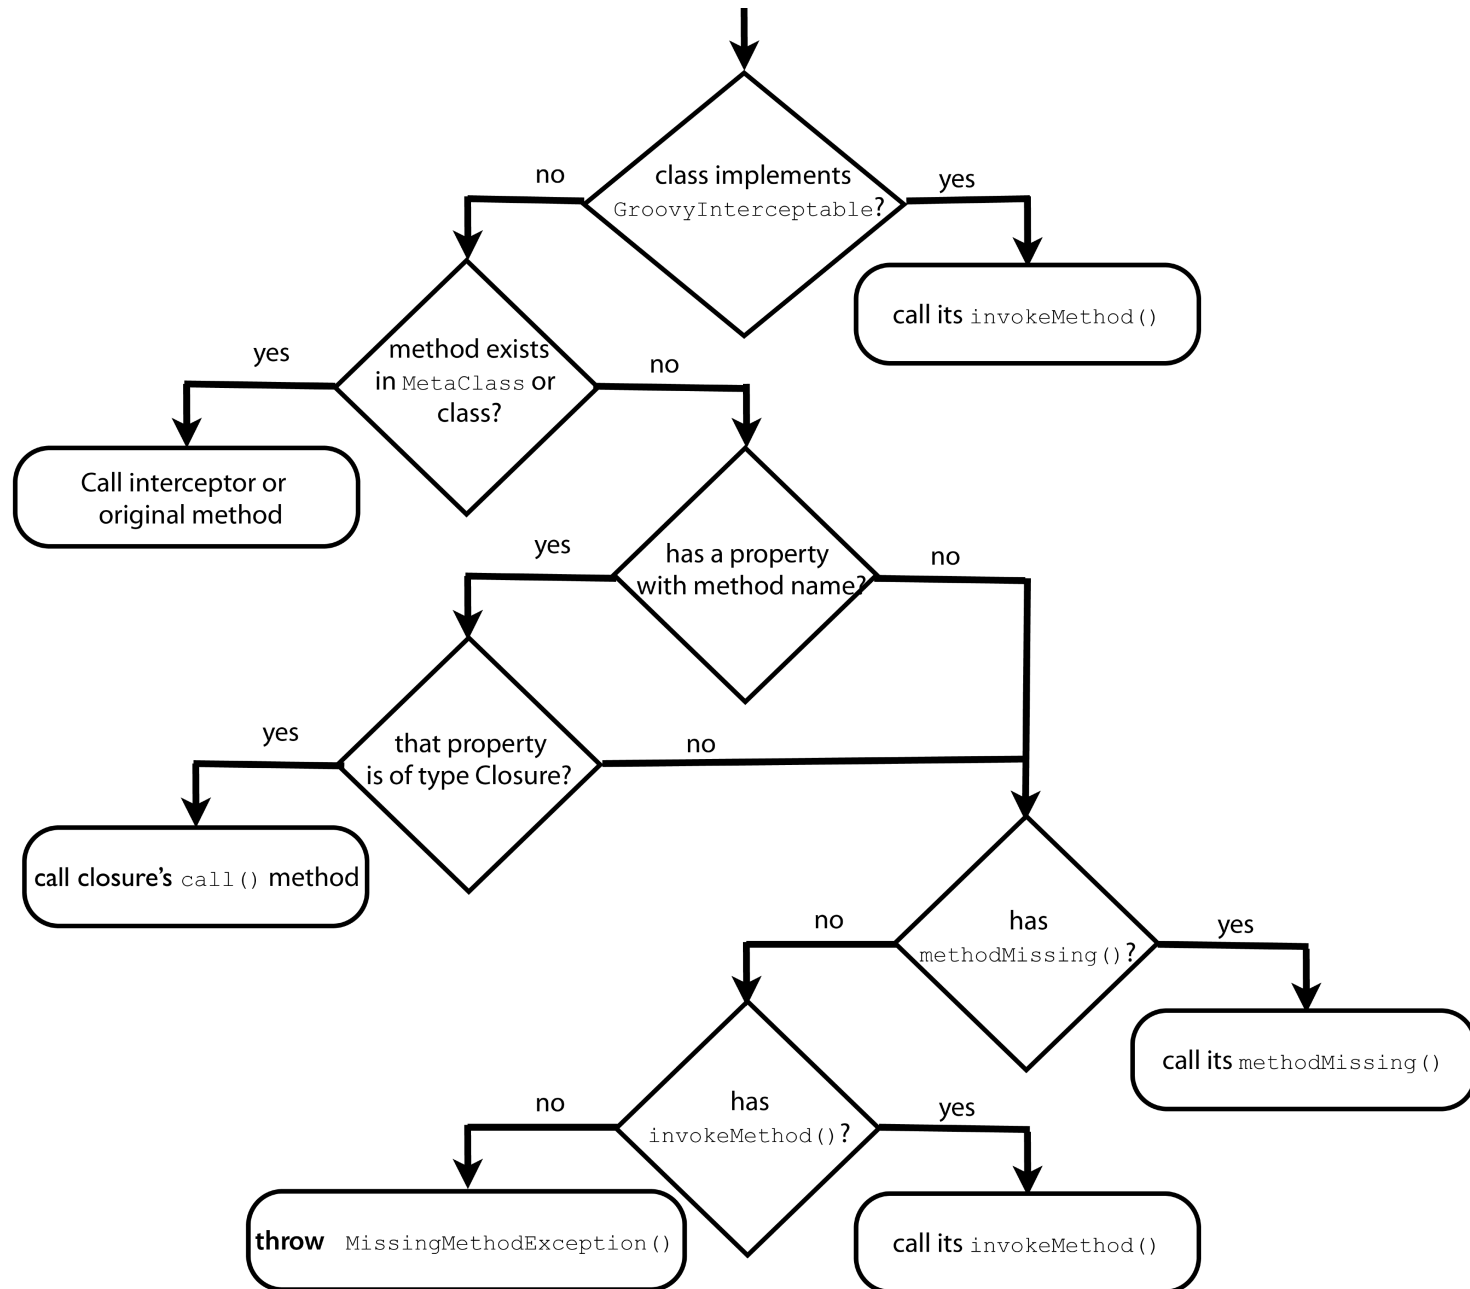 no
class implements
GroovyInterceptable?
yes
call its invokeMethod()
yes
method exists
in MetaClass or
class?
no
Call interceptor or
original method
yes
has a property
with method name?
no
yes
that property
is of type Closure?
no
call closure's call() method
no
has
methodMissing()?
yes
call its methodMissing()
no
has
invokeMethod()?
yes
throw MissingMethodException()
call its invokeMethod()